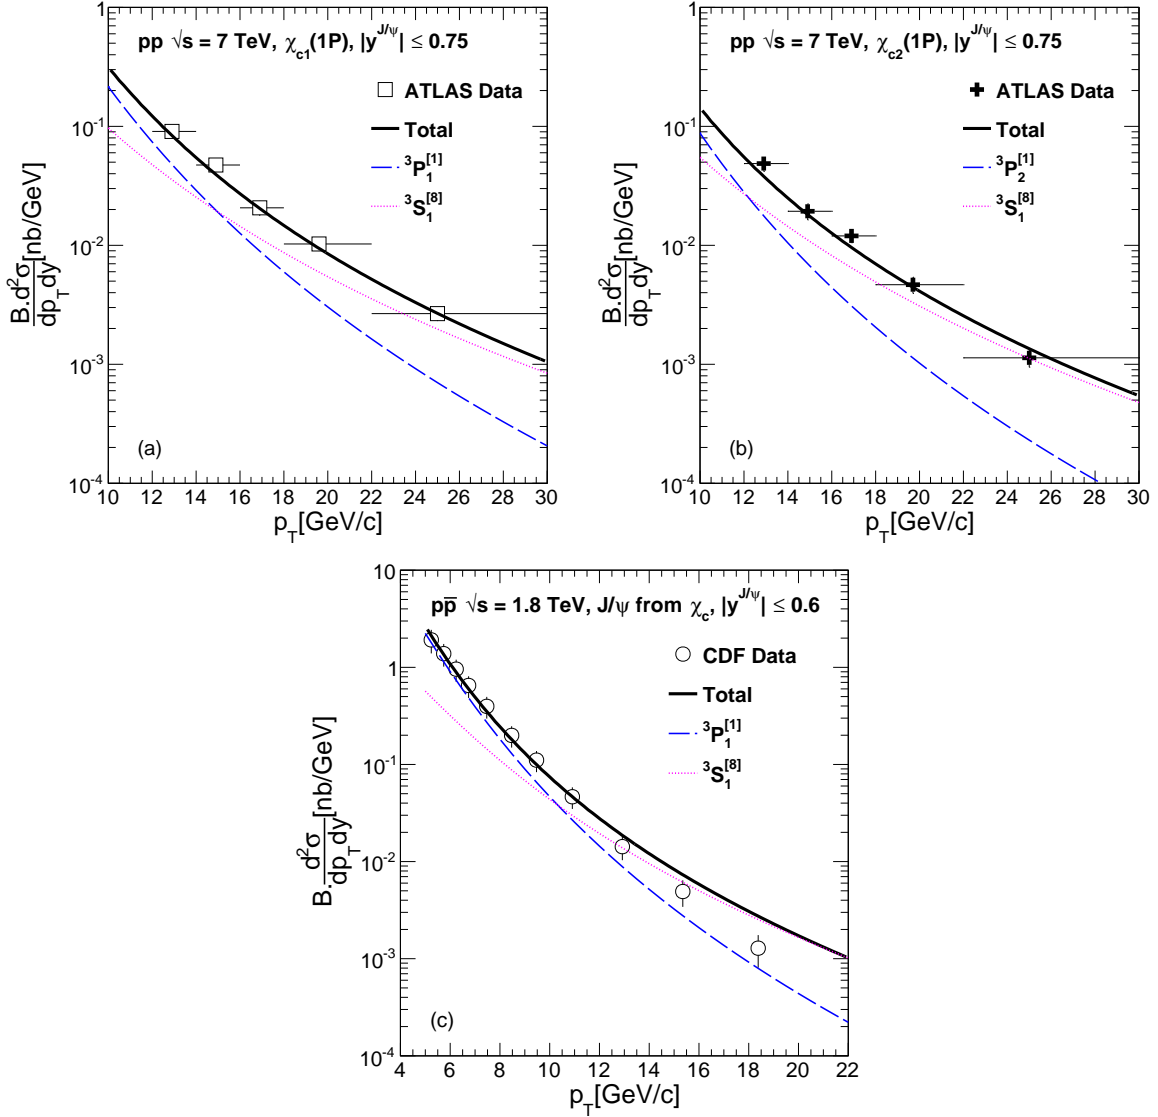 pp √s = 7 TeV, χc1(1P), |y^J/ψ| ≤ 0.75
ATLAS Data
Total
³P₁^[1]
³S₁^[8]
B.d²σ/dp_T dy[nb/GeV]
1
10⁻¹
10⁻²
10⁻³
10⁻⁴
(a)
10 12 14 16 18 20 22 24 26 28 30
p_T[GeV/c]
pp √s = 7 TeV, χc2(1P), |y^J/ψ| ≤ 0.75
ATLAS Data
Total
³P₂^[1]
³S₁^[8]
B.d²σ/dp_T dy[nb/GeV]
1
10⁻¹
10⁻²
10⁻³
10⁻⁴
(b)
10 12 14 16 18 20 22 24 26 28 30
p_T[GeV/c]
pp̅ √s = 1.8 TeV, J/ψ from χc, |y^J/ψ| ≤ 0.6
CDF Data
Total
³P₁^[1]
³S₁^[8]
B.d²σ/dp_T dy[nb/GeV]
10
1
10⁻¹
10⁻²
10⁻³
10⁻⁴
(c)
4 6 8 10 12 14 16 18 20 22
p_T[GeV/c]